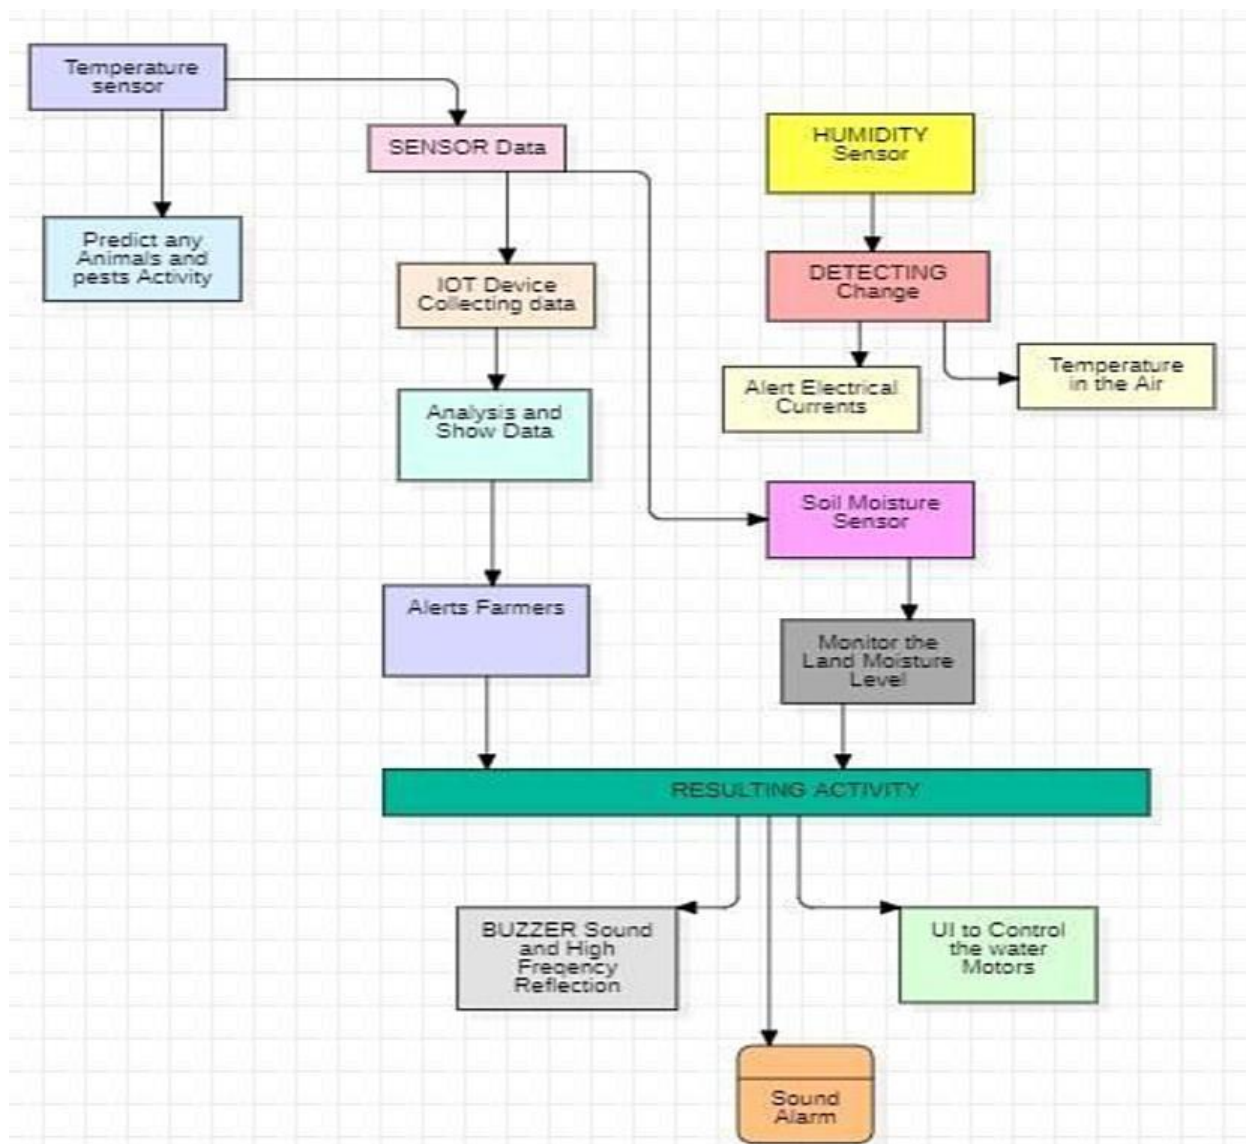 Temperature
sensor
SENSOR Data
HUMIDITY
Sensor
Predict any
Animals and
pests Activity
IOT Device
Collecting data
DETECTING
Change
Alert Electrical
Currents
Temperature
in the Air
Analysis and
Show Data
Soil Moisture
Sensor
Alerts Farmers
Monitor the
Land Moisture
Level
RESULTING ACTIVITY
BUZZER Sound
and High
Freqency
Reflection
UI to Control
the water
Motors
Sound
Alarm